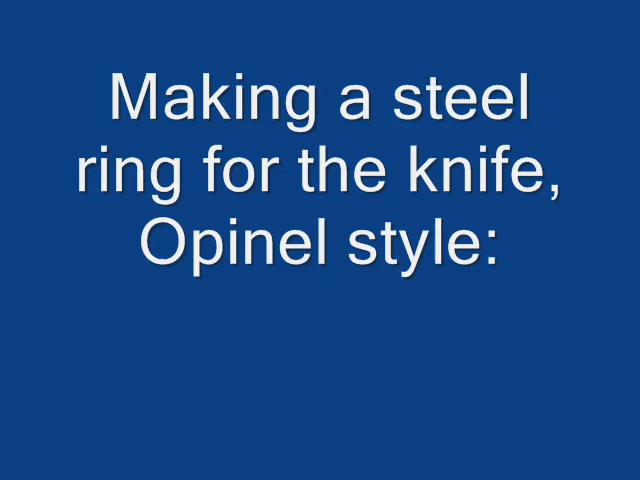 Making a steel
ring for the knife,
Opinel style: